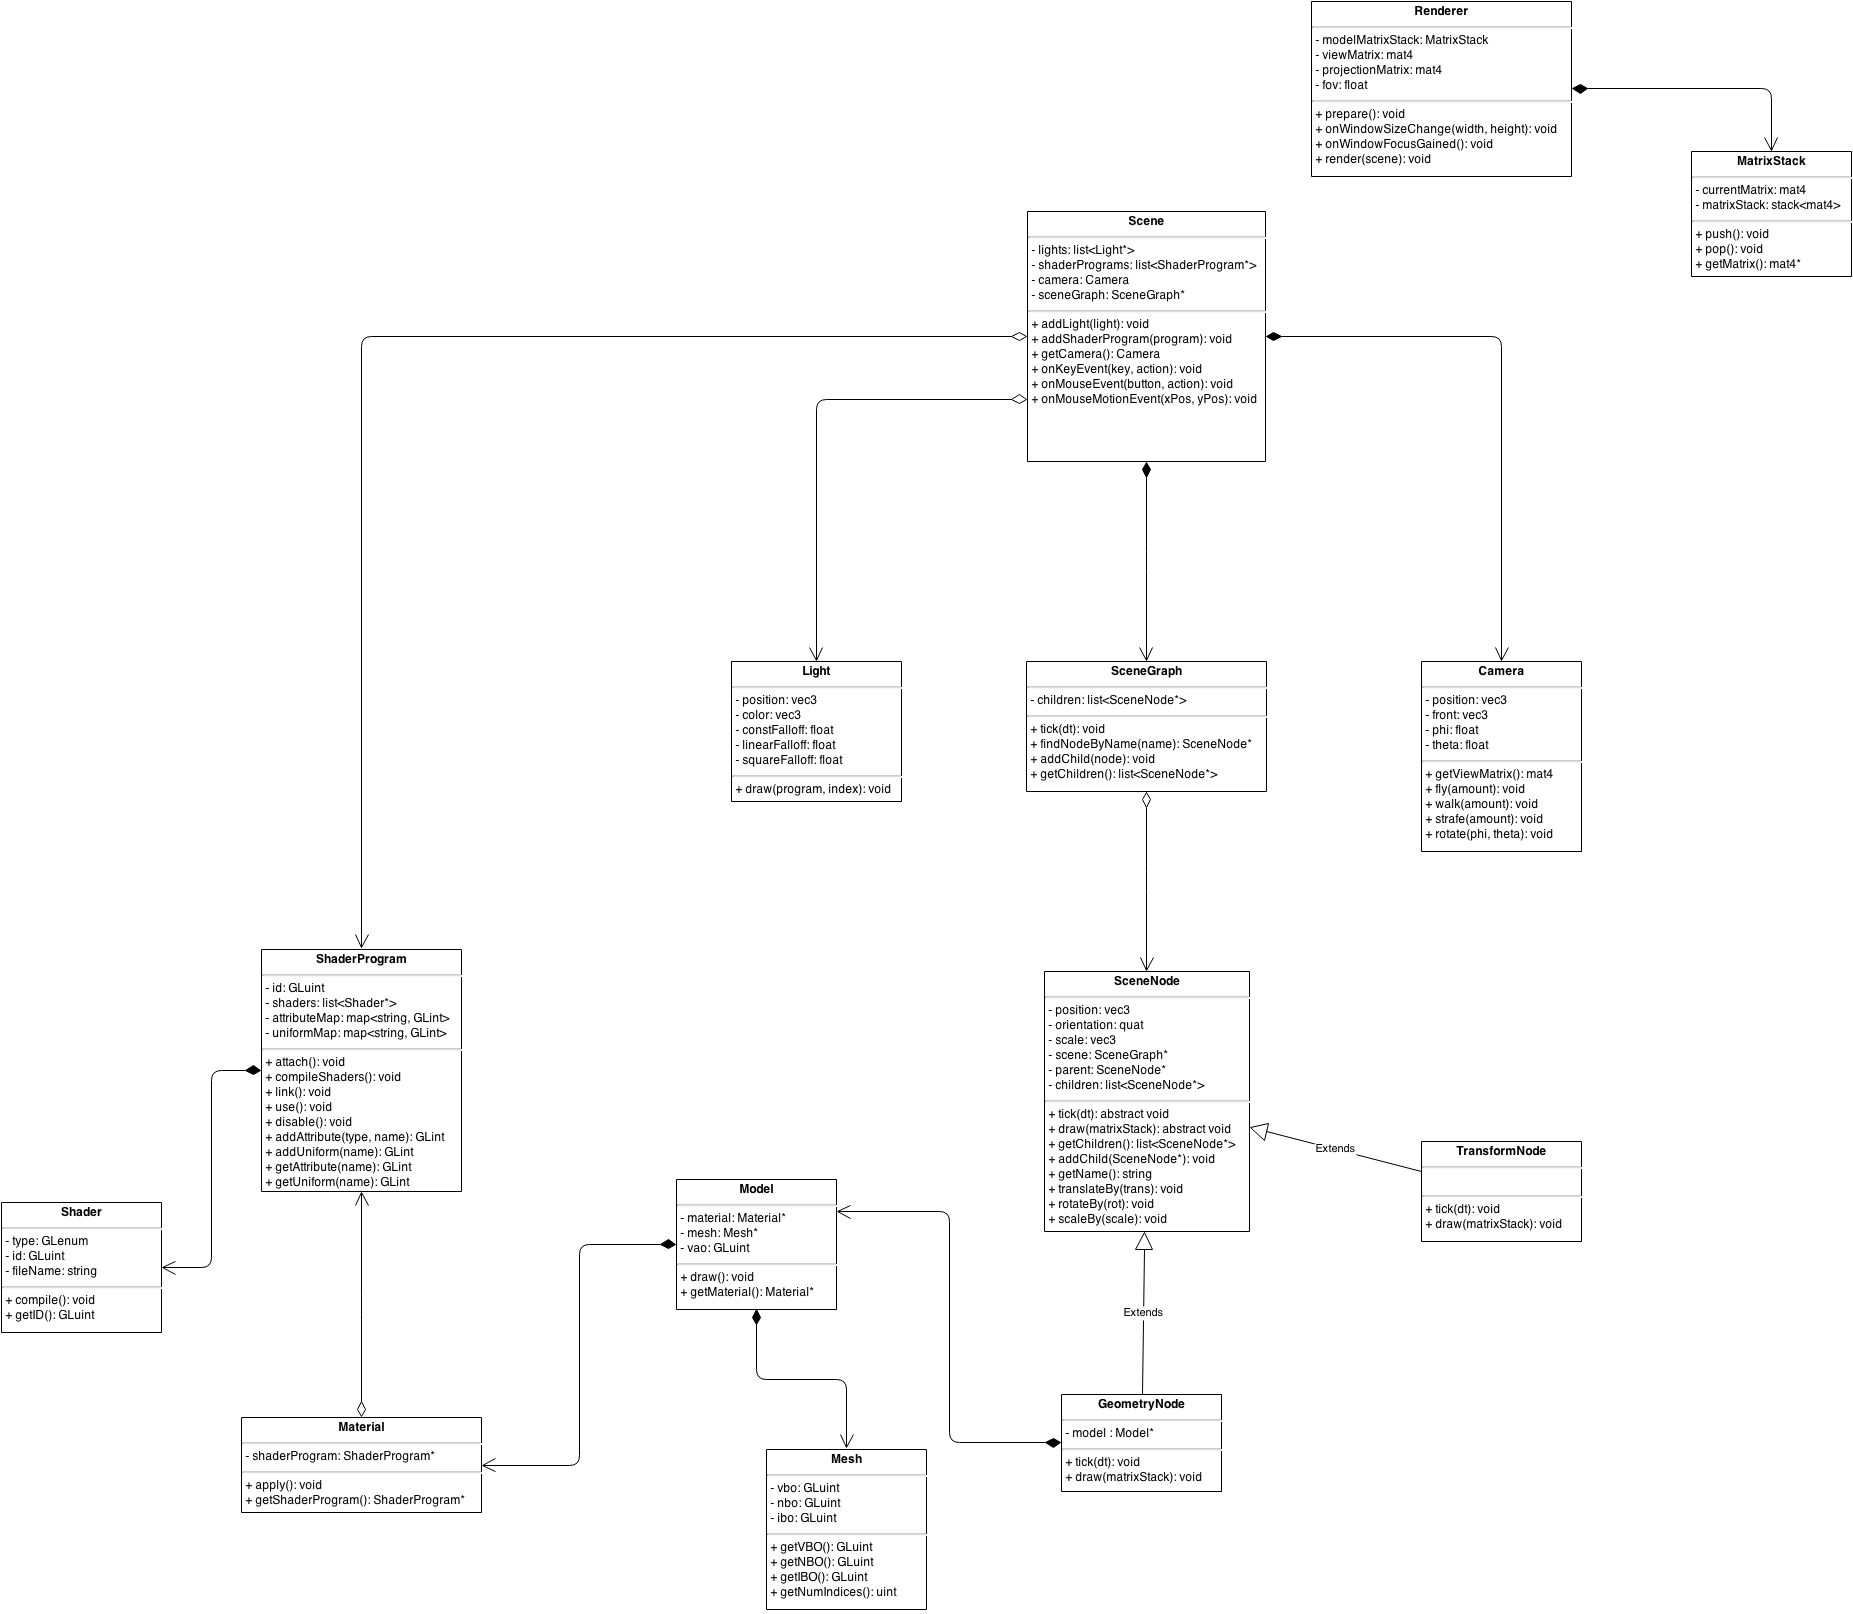 Renderer
- modelMatrixStack: MatrixStack
- viewMatrix: mat4
- projectionMatrix: mat4
- fov: float
+ prepare(): void
+ onWindowSizeChange(width, height): void
+ onWindowFocusGained(): void
+ render(scene): void
MatrixStack
- currentMatrix: mat4
- matrixStack: stack<mat4>
+ push(): void
+ pop(): void
+ getMatrix(): mat4*
Scene
- lights: list<Light*>
- shaderPrograms: list<ShaderProgram*>
- camera: Camera
- sceneGraph: SceneGraph*
+ addLight(light): void
+ addShaderProgram(program): void
+ getCamera(): Camera
+ onKeyEvent(key, action): void
+ onMouseEvent(button, action): void
+ onMouseMotionEvent(xPos, yPos): void
Light
- position: vec3
- color: vec3
- constFalloff: float
- linearFalloff: float
- squareFalloff: float
+ draw(program, index): void
SceneGraph
- children: list<SceneNode*>
+ tick(dt): void
+ findNodeByName(name): SceneNode*
+ addChild(node): void
+ getChildren(): list<SceneNode*>
Camera
- position: vec3
- front: vec3
- phi: float
- theta: float
+ getViewMatrix(): mat4
+ fly(amount): void
+ walk(amount): void
+ strafe(amount): void
+ rotate(phi, theta): void
ShaderProgram
- id: GLuint
- shaders: list<Shader*>
- attributeMap: map<string, GLint>
- uniformMap: map<string, GLint>
+ attach(): void
+ compileShaders(): void
+ link(): void
+ use(): void
+ disable(): void
+ addAttribute(type, name): GLint
+ addUniform(name): GLint
+ getAttribute(name): GLint
+ getUniform(name): GLint
SceneNode
- position: vec3
- orientation: quat
- scale: vec3
- scene: SceneGraph*
- parent: SceneNode*
- children: list<SceneNode*>
+ tick(dt): abstract void
+ draw(matrixStack): abstract void
+ getChildren(): list<SceneNode*>
+ addChild(SceneNode*): void
+ getName(): string
+ translateBy(trans): void
+ rotateBy(rot): void
+ scaleBy(scale): void
Extends
TransformNode
+ tick(dt): void
+ draw(matrixStack): void
Shader
- type: GLenum
- id: GLuint
- fileName: string
+ compile(): void
+ getID(): GLuint
Model
- material: Material*
- mesh: Mesh*
- vao: GLuint
+ draw(): void
+ getMaterial(): Material*
Extends
GeometryNode
- model : Model*
+ tick(dt): void
+ draw(matrixStack): void
Material
- shaderProgram: ShaderProgram*
+ apply(): void
+ getShaderProgram(): ShaderProgram*
Mesh
- vbo: GLuint
- nbo: GLuint
- ibo: GLuint
+ getVBO(): GLuint
+ getNBO(): GLuint
+ getIBO(): GLuint
+ getNumIndices(): uint